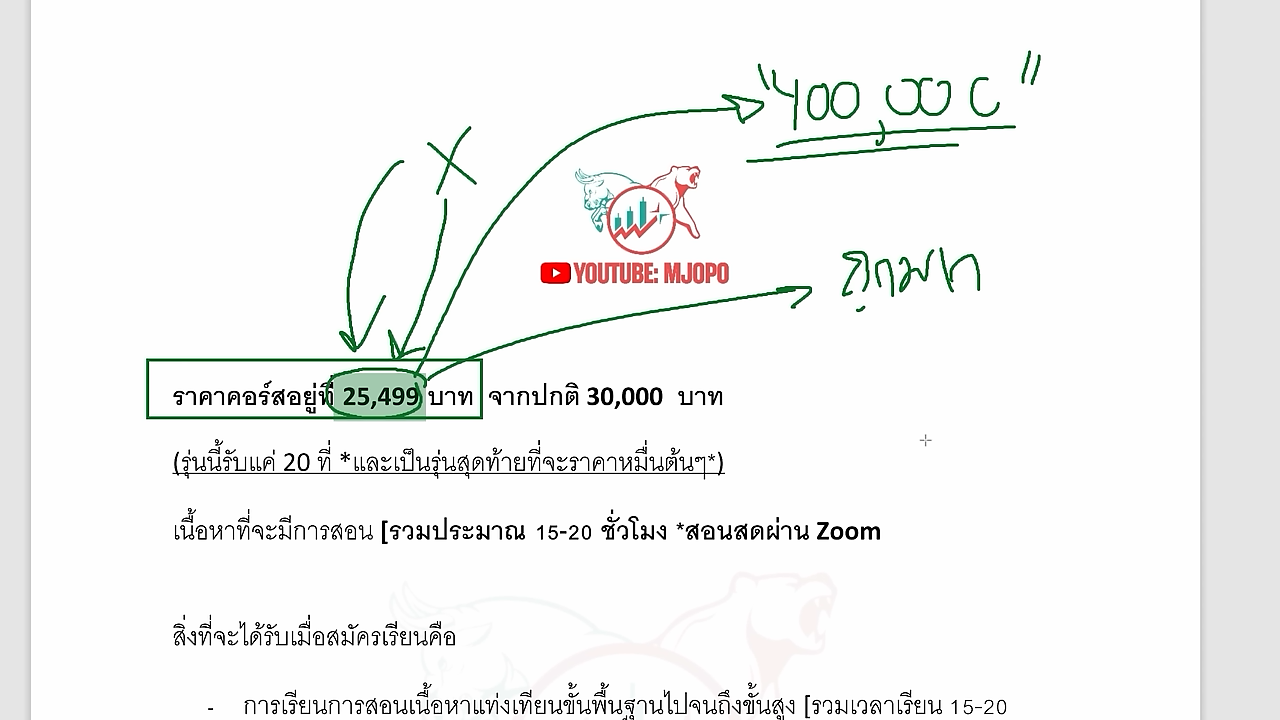 "400,000"
YOUTUBE: MJOPO
ถูกมาก
ราคาคอร์สอยู่ที่ 25,499 บาท จากปกติ 30,000 บาท
(รุ่นนี้รับแค่ 20 ที่ *และเป็นรุ่นสุดท้ายที่จะราคาหมื่นต้นๆ*)
เนื้อหาที่จะมีการสอน [รวมประมาณ 15-20 ชั่วโมง *สอนสดผ่าน Zoom
สิ่งที่จะได้รับเมื่อสมัครเรียนคือ
- การเรียนการสอนเนื้อหาแท่งเทียนขั้นพื้นฐานไปจนถึงขั้นสูง [รวมเวลาเรียน 15-20